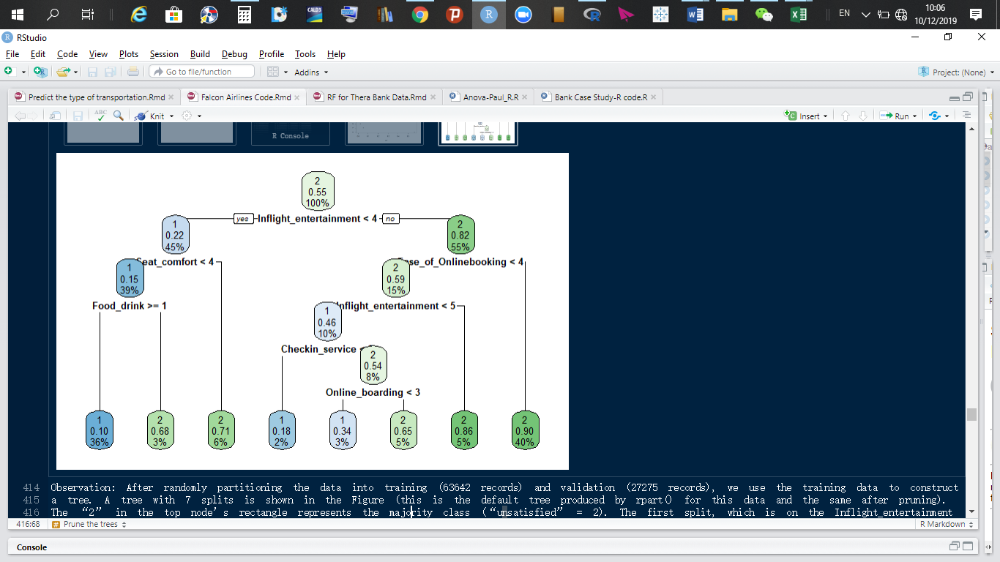 EN
10:06
10/12/2019
RStudio
File Edit Code View Plots Session Build Debug Profile Tools Help
Go to file/function
Addins
Project: (None)
Predict the type of transportation.Rmd
Falcon Airlines Code.Rmd
RF for Thera Bank Data.Rmd
Anova-Paul_R.R
Bank Case Study-R code.R
ABC
Knit
Insert
Run
R Console
2
0.55
100%
yes
Inflight_entertainment < 4
no
1
0.22
45%
2
0.82
55%
Seat_comfort < 4
Ease_of_Onlinebooking < 4
1
0.15
39%
2
0.59
15%
Food_drink >= 1
Inflight_entertainment < 5
1
0.46
10%
Checkin_service <
2
0.54
8%
Online_boarding < 3
1
0.10
36%
2
0.68
3%
2
0.71
6%
1
0.18
2%
1
0.34
3%
2
0.65
5%
2
0.86
5%
2
0.90
40%
414 Observation: After randomly partitioning the data into training (63642 records) and validation (27275 records), we use the training data to construct
415 a tree. A tree with 7 splits is shown in the Figure (this is the default tree produced by rpart() for this data and the same after pruning).
416 The “2” in the top node’s rectangle represents the majority class (“unsatisfied” = 2). The first split, which is on the Inflight_entertainment
416:68
Prune the trees
R Markdown
Console